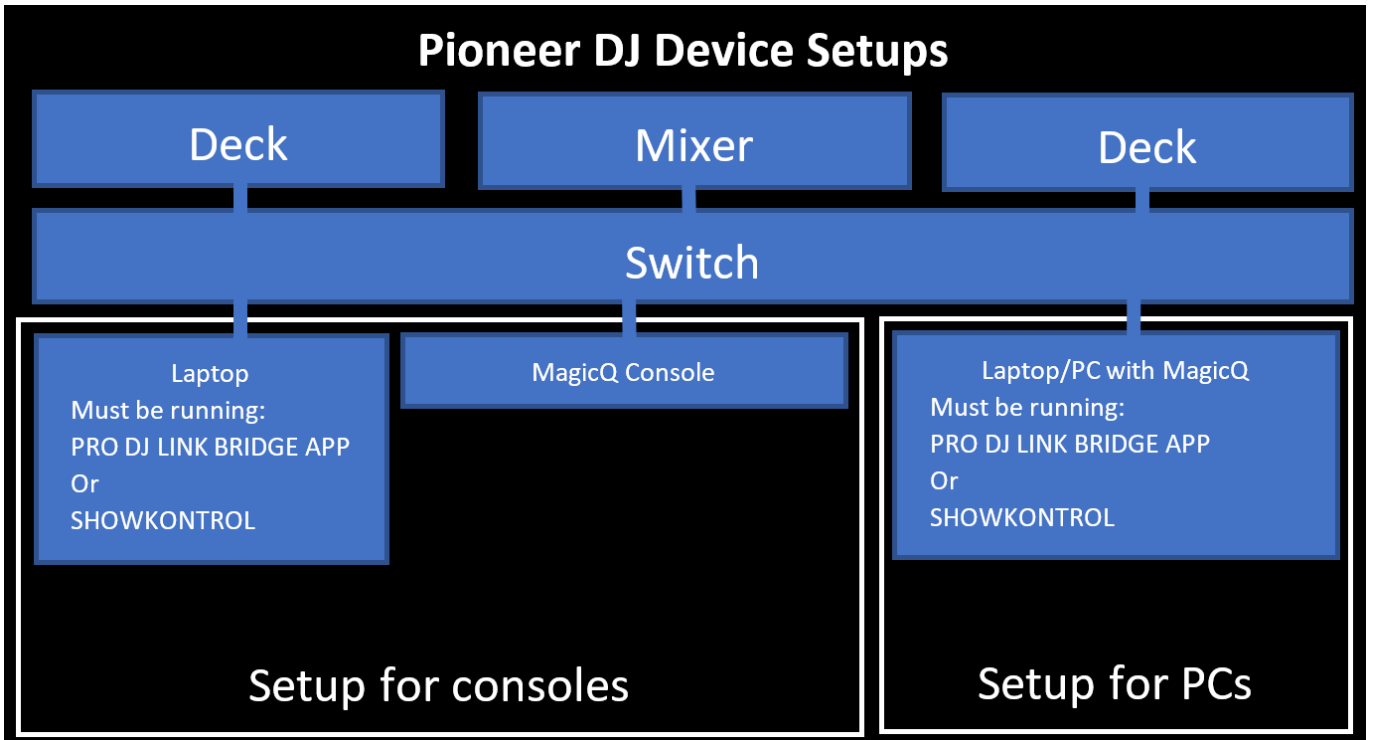 Pioneer DJ Device Setups
Deck
Mixer
Deck
Switch
Laptop
Must be running:
PRO DJ LINK BRIDGE APP
Or
SHOWKONTROL
MagicQ Console
Laptop/PC with MagicQ
Must be running:
PRO DJ LINK BRIDGE APP
Or
SHOWKONTROL
Setup for consoles
Setup for PCs